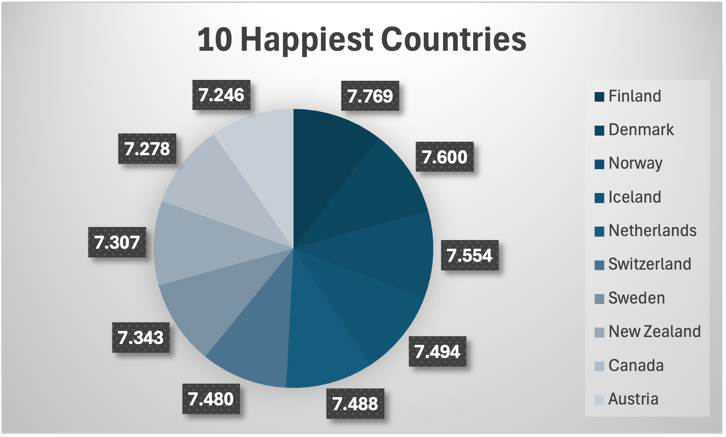 10 Happiest Countries
7.246
7.769
7.278
7.600
7.307
7.554
7.343
7.494
7.480
7.488
Finland
Denmark
Norway
Iceland
Netherlands
Switzerland
Sweden
New Zealand
Canada
Austria